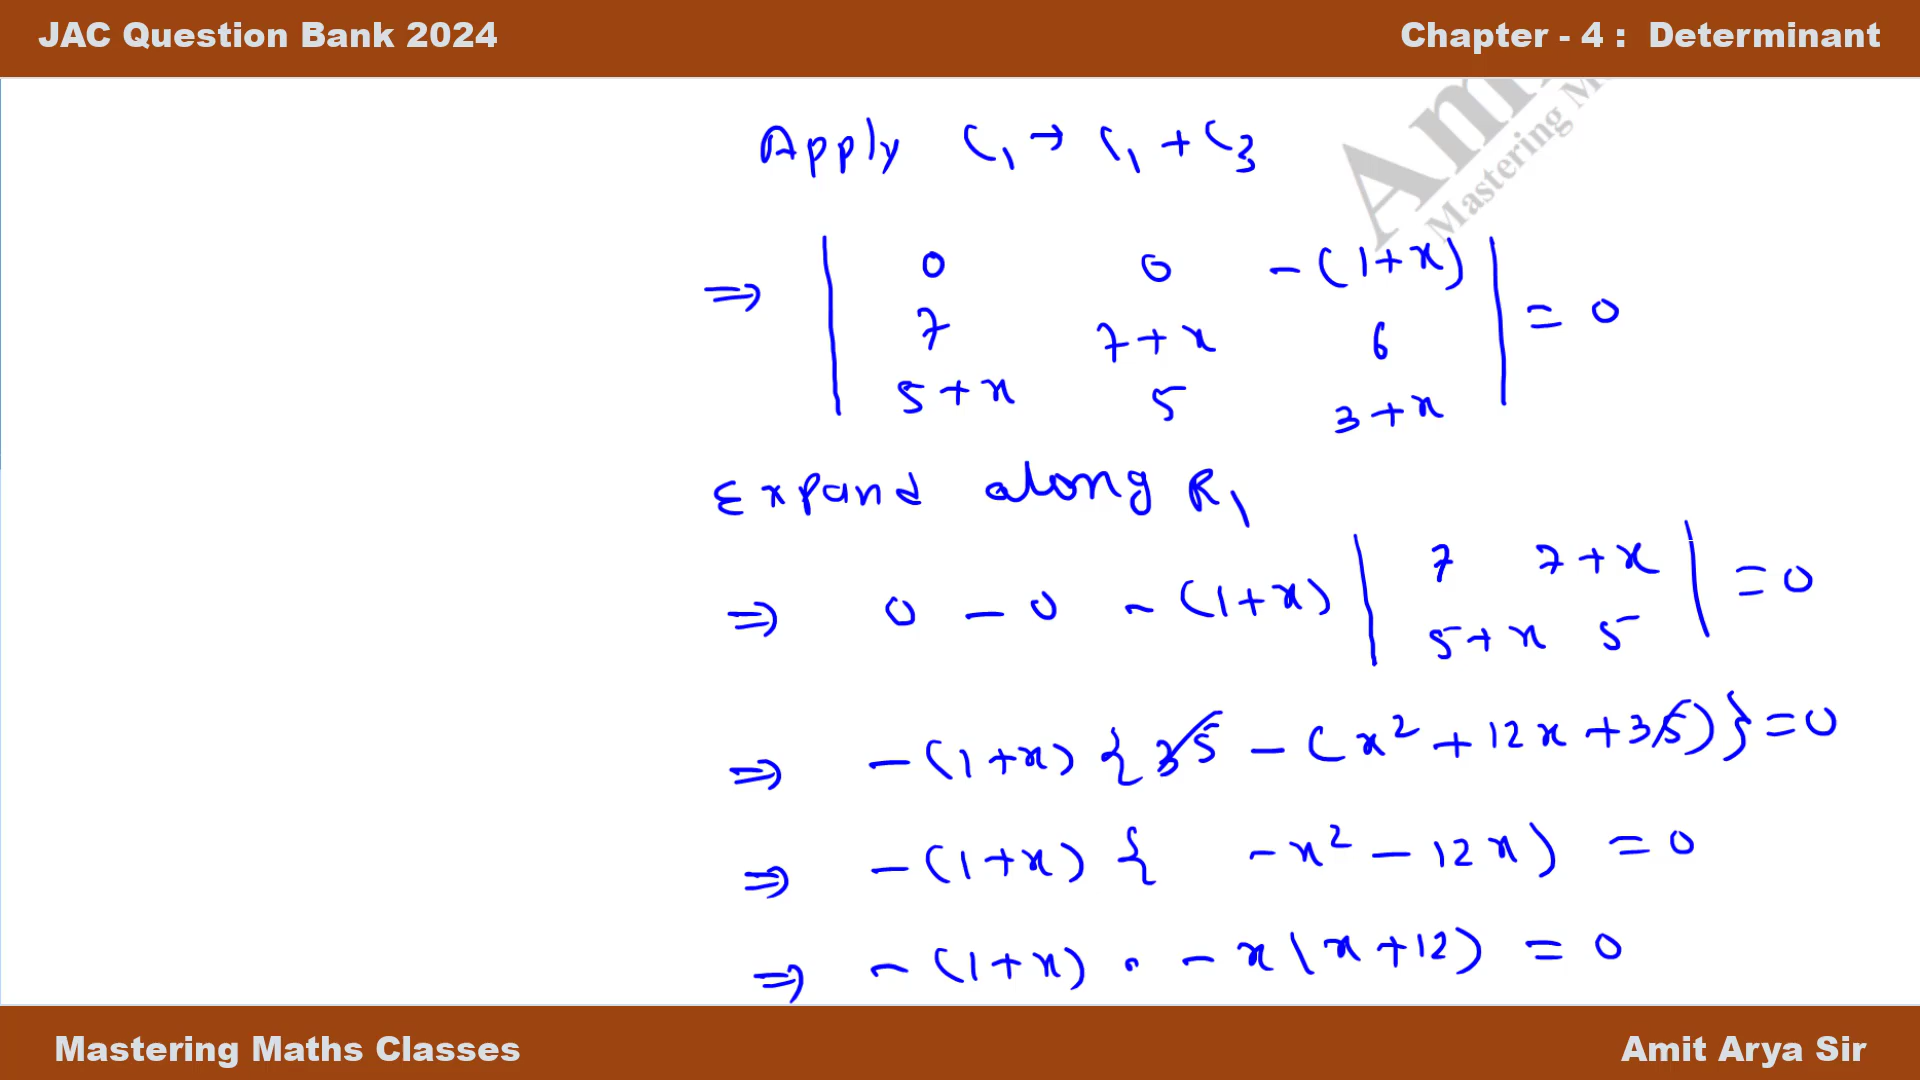 JAC Question Bank 2024
Chapter - 4 : Determinant
Apply C₁ → C₁ + C₃
⇒ | 0 0 -(1+x) |
| 7 7+x 6 | = 0
| 5+x 5 3+x |
Expand along R₁
⇒ 0 - 0 - (1+x) | 7 7+x | = 0
| 5+x 5 |
⇒ -(1+x) {35 - (x² + 12x + 35)} = 0
⇒ -(1+x) { -x² - 12x) = 0
⇒ -(1+x) · -x(x+12) = 0
Mastering Maths Classes
Amit Arya Sir